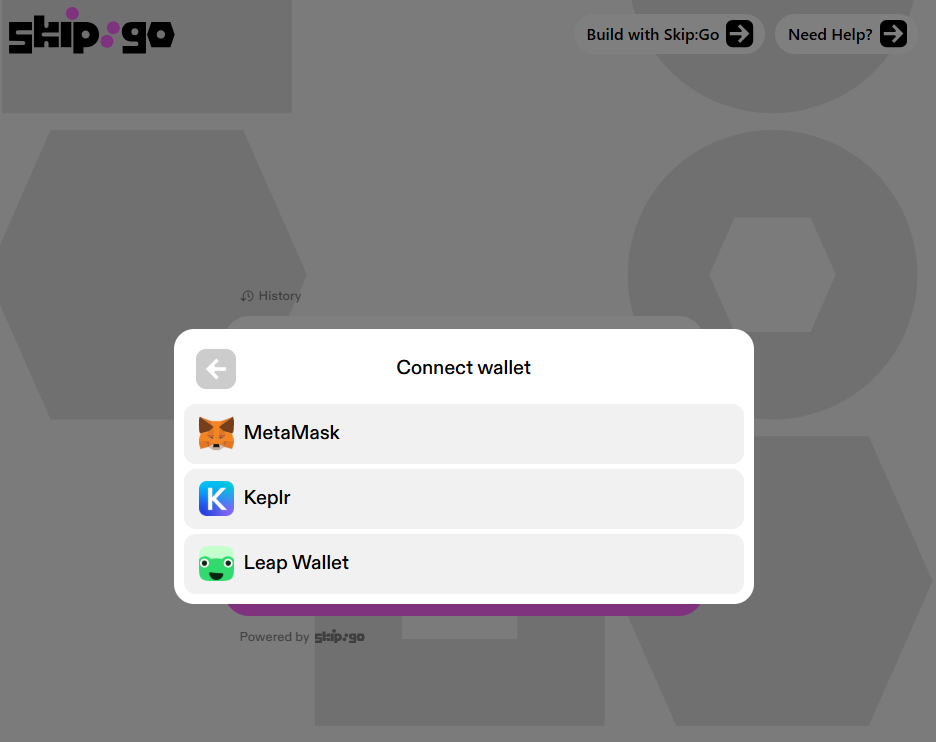 skip:go
Build with Skip:Go
Need Help?
History
Connect wallet
MetaMask
K
Keplr
Leap Wallet
Powered by skip:go